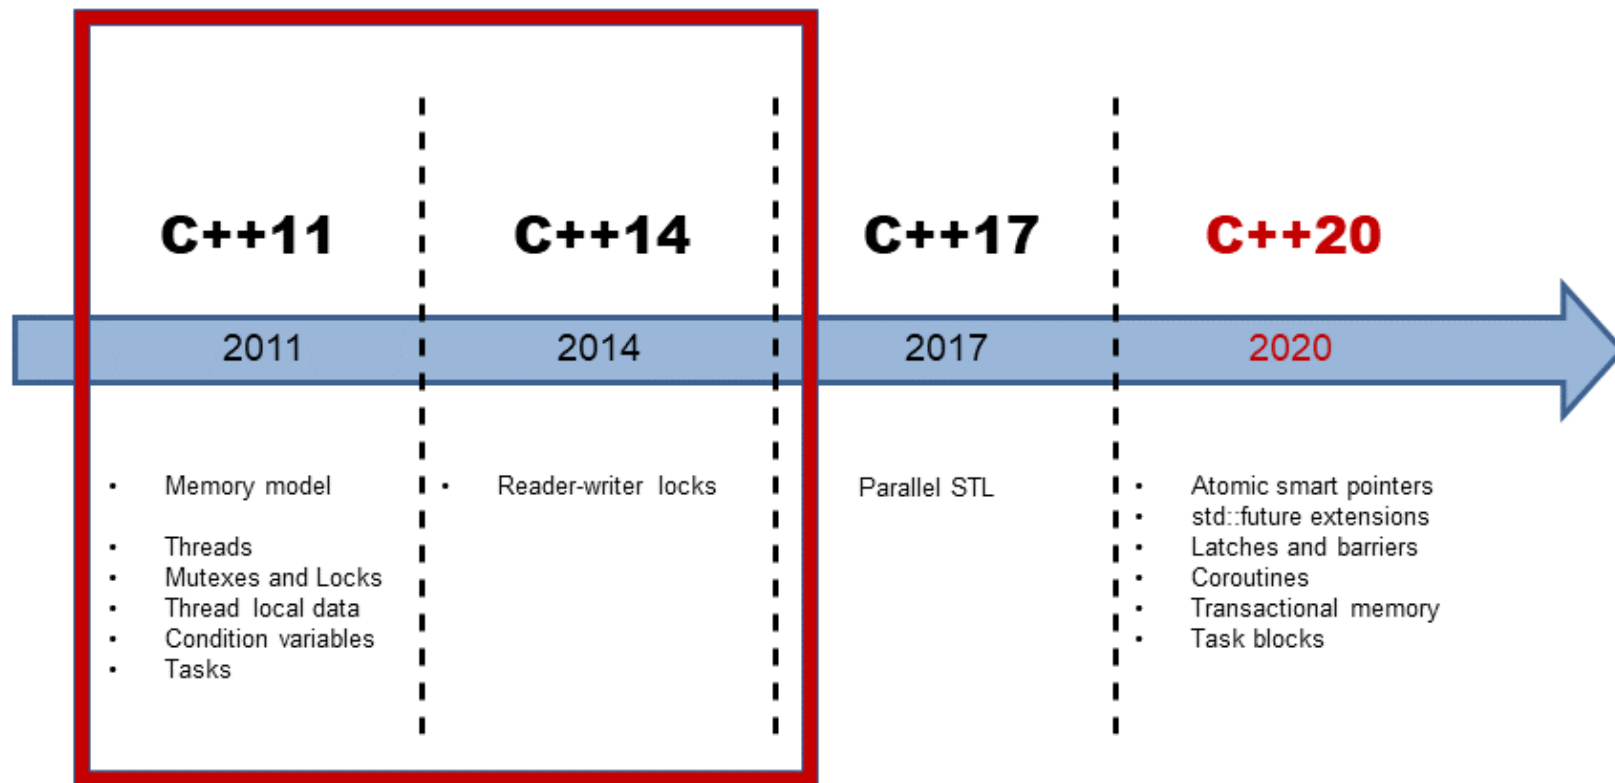 C++11
C++14
C++17
C++20
2011
2014
2017
2020
• Memory model
• Threads
• Mutexes and Locks
• Thread local data
• Condition variables
• Tasks
• Reader-writer locks
Parallel STL
• Atomic smart pointers
• std::future extensions
• Latches and barriers
• Coroutines
• Transactional memory
• Task blocks